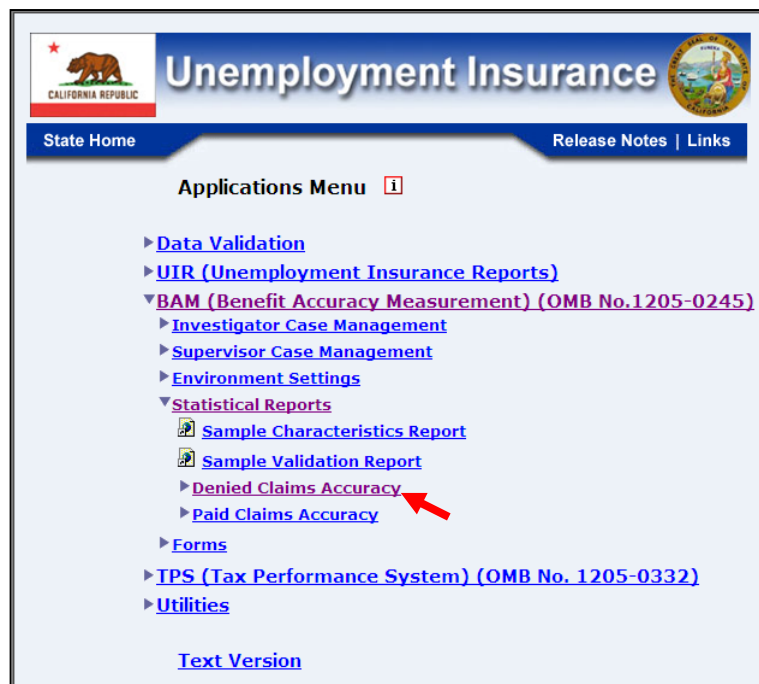 CALIFORNIA REPUBLIC
Unemployment Insurance
State Home
Release Notes | Links
Applications Menu i
Data Validation
UIR (Unemployment Insurance Reports)
BAM (Benefit Accuracy Measurement) (OMB No.1205-0245)
Investigator Case Management
Supervisor Case Management
Environment Settings
Statistical Reports
Sample Characteristics Report
Sample Validation Report
Denied Claims Accuracy
Paid Claims Accuracy
Forms
TPS (Tax Performance System) (OMB No. 1205-0332)
Utilities
Text Version